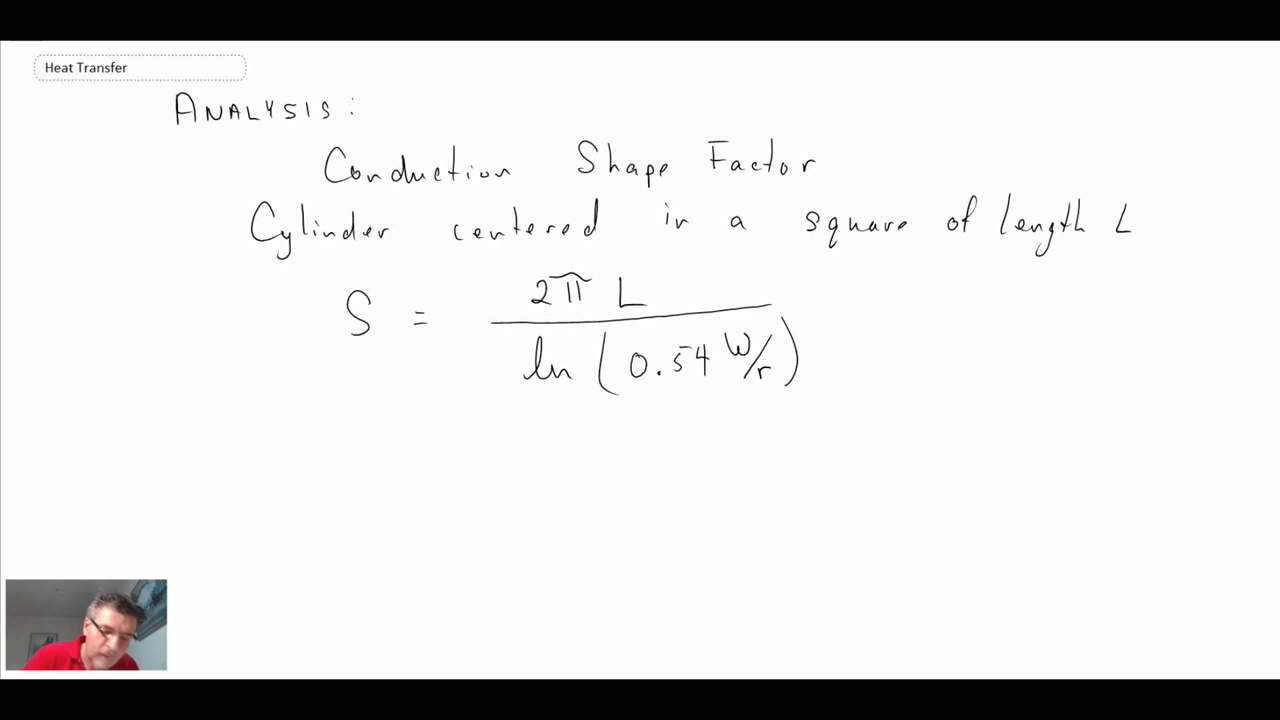 Heat Transfer
ANALYSIS:
Conduction Shape Factor
Cylinder centered in a square of length L
S = 2π L / ln (0.54 W/r)